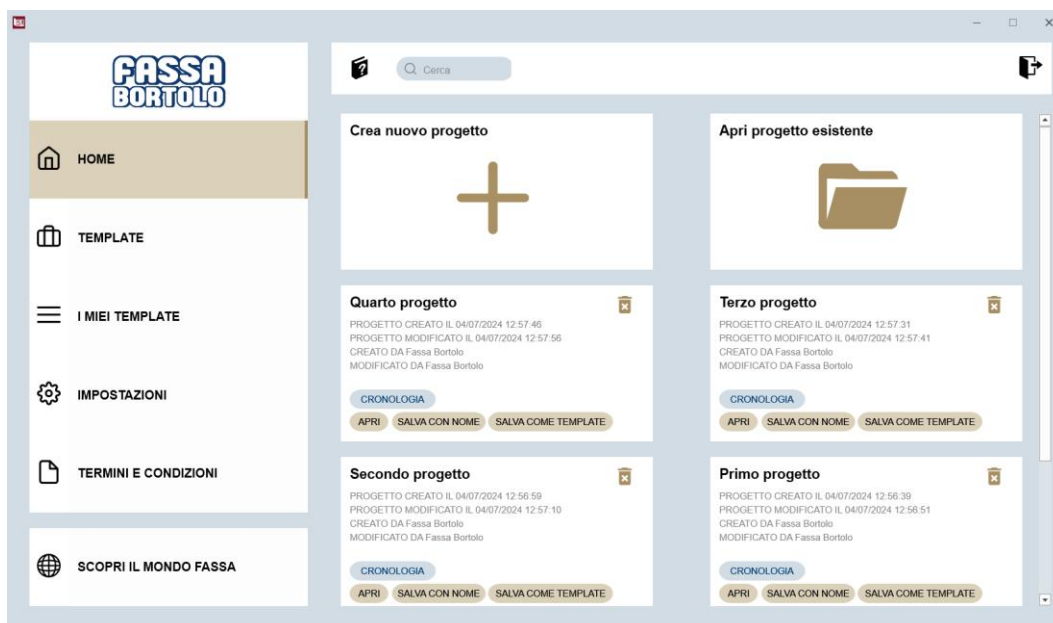 FASSA
BORTOLO
HOME
TEMPLATE
I MIEI TEMPLATE
IMPOSTAZIONI
TERMINI E CONDIZIONI
SCOPRI IL MONDO FASSA
?
Cerca
Crea nuovo progetto
Apri progetto esistente
Quarto progetto
PROGETTO CREATO IL 04/07/2024 12:57:46
PROGETTO MODIFICATO IL 04/07/2024 12:57:56
CREATO DA Fassa Bortolo
MODIFICATO DA Fassa Bortolo
CRONOLOGIA
APRI SALVA CON NOME SALVA COME TEMPLATE
Terzo progetto
PROGETTO CREATO IL 04/07/2024 12:57:31
PROGETTO MODIFICATO IL 04/07/2024 12:57:41
CREATO DA Fassa Bortolo
MODIFICATO DA Fassa Bortolo
CRONOLOGIA
APRI SALVA CON NOME SALVA COME TEMPLATE
Secondo progetto
PROGETTO CREATO IL 04/07/2024 12:56:59
PROGETTO MODIFICATO IL 04/07/2024 12:57:10
CREATO DA Fassa Bortolo
MODIFICATO DA Fassa Bortolo
CRONOLOGIA
APRI SALVA CON NOME SALVA COME TEMPLATE
Primo progetto
PROGETTO CREATO IL 04/07/2024 12:56:39
PROGETTO MODIFICATO IL 04/07/2024 12:56:51
CREATO DA Fassa Bortolo
MODIFICATO DA Fassa Bortolo
CRONOLOGIA
APRI SALVA CON NOME SALVA COME TEMPLATE